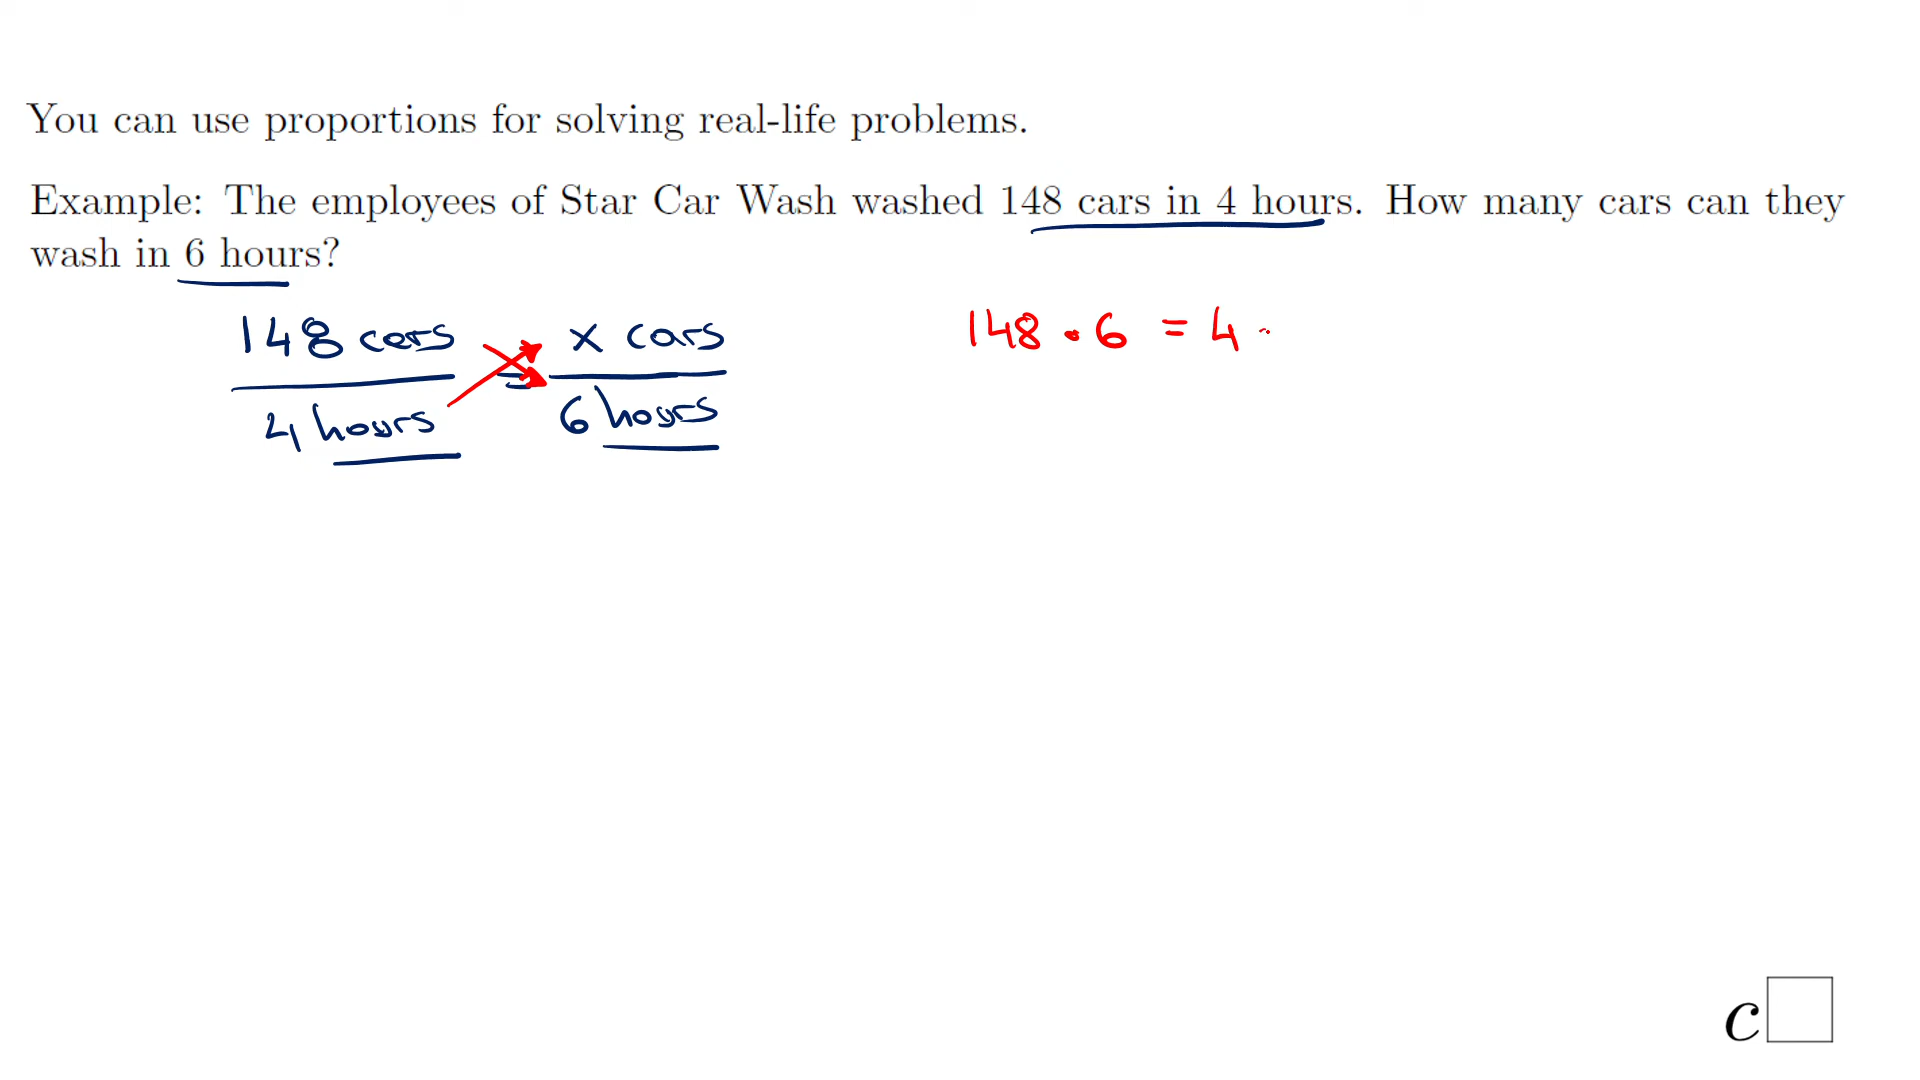 You can use proportions for solving real-life problems.
Example: The employees of Star Car Wash washed 148 cars in 4 hours. How many cars can they
wash in 6 hours?
148 cars = x cars
4 hours 6 hours
148 · 6 = 4 ·
c